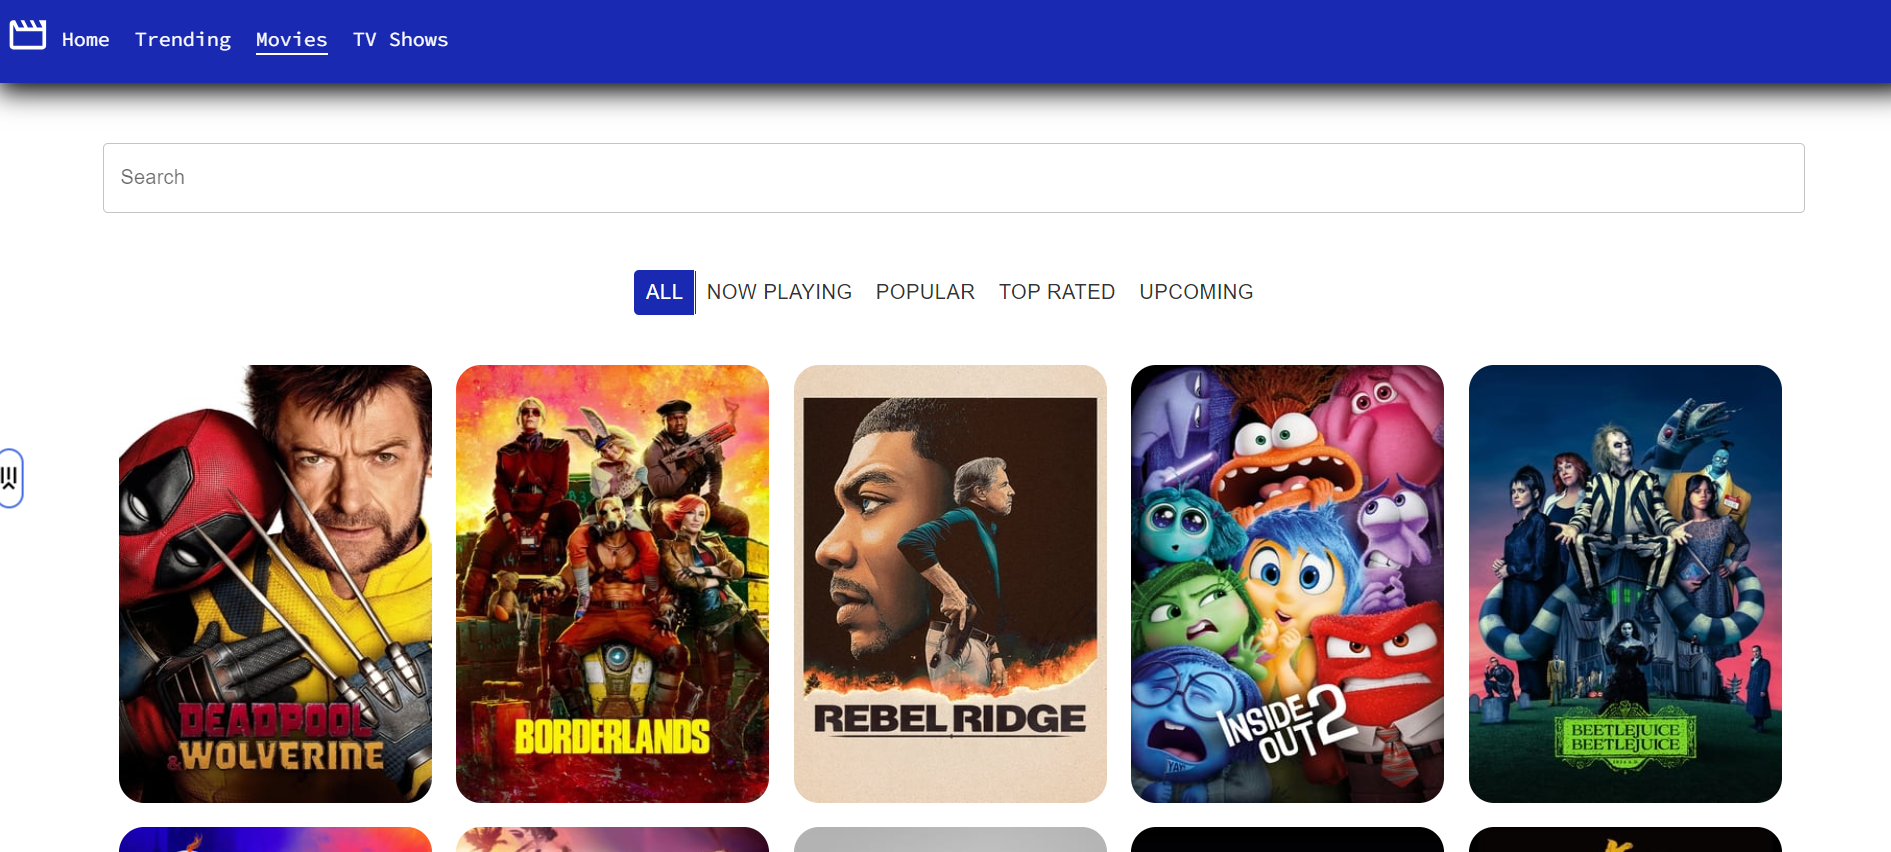 Home Trending Movies TV Shows
Search
ALL NOW PLAYING POPULAR TOP RATED UPCOMING
DEADPOOL
& WOLVERINE
BORDERLANDS
REBEL RIDGE
INSIDE
OUT 2
BEETLEJUICE
BEETLEJUICE